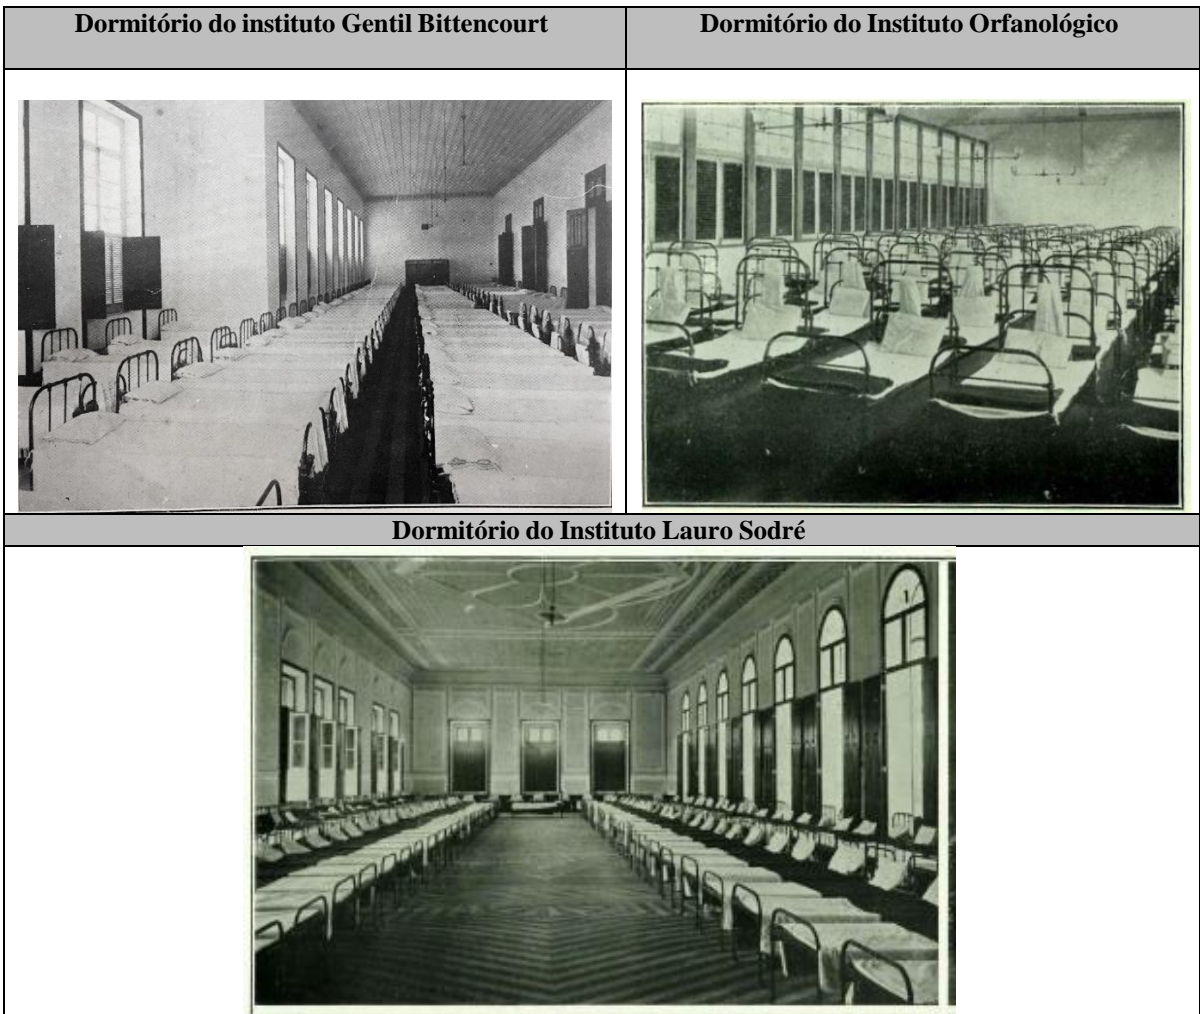 Dormitório do instituto Gentil Bittencourt
Dormitório do Instituto Orfanológico
Dormitório do Instituto Lauro Sodré